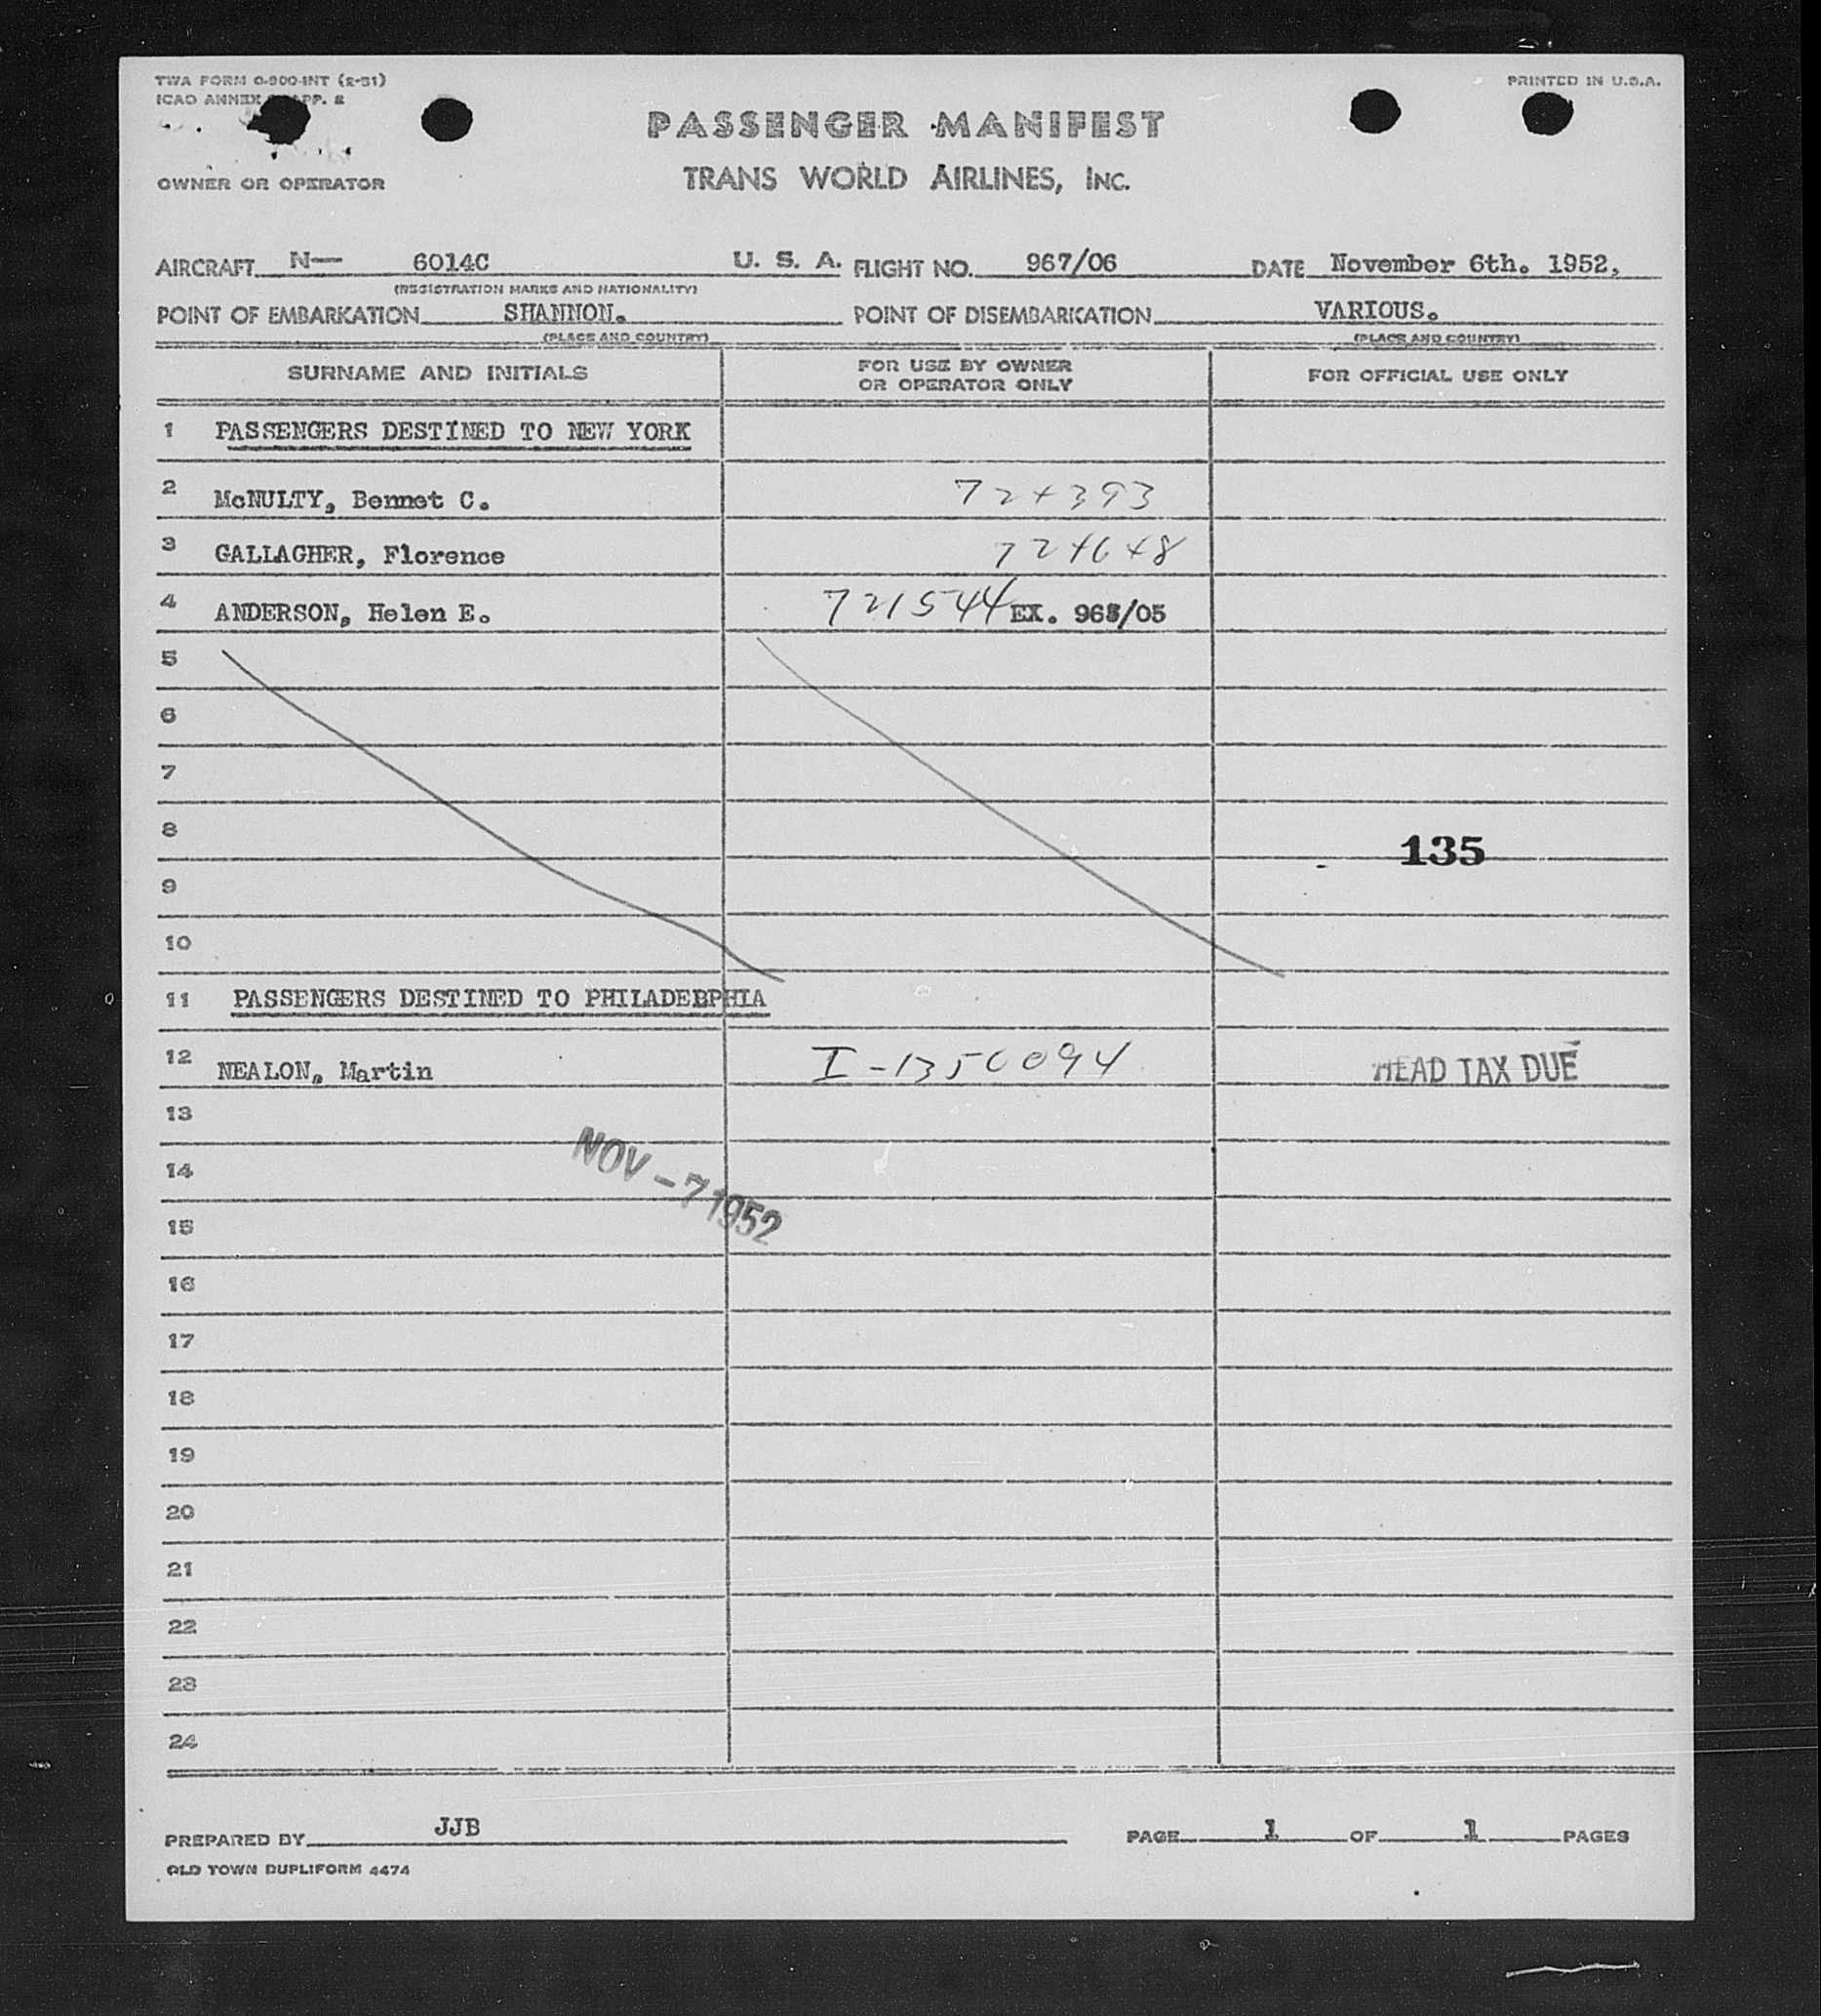 TWA FORM O-900-INT (2-51)
ICAO ANNEX APP. 2
PRINTED IN U.S.A.
PASSENGER MANIFEST
TRANS WORLD AIRLINES, INC.
OWNER OR OPERATOR
AIRCRAFT N— 6014C U. S. A. FLIGHT NO. 967/06 DATE November 6th. 1952,
(REGISTRATION MARKS AND NATIONALITY)
POINT OF EMBARKATION SHANNON. POINT OF DISEMBARKATION VARIOUS.
(PLACE AND COUNTRY) (PLACE AND COUNTRY)
SURNAME AND INITIALS FOR USE BY OWNER OR OPERATOR ONLY FOR OFFICIAL USE ONLY
1 PASSENGERS DESTINED TO NEW YORK
2 McNULTY, Bennet C. 724393
3 GALLAGHER, Florence 724648
4 ANDERSON, Helen E. 721544 EX. 963/05
5
6
7
8 135
9
10
11 PASSENGERS DESTINED TO PHILADEBPHIA
12 NEALON, Martin I-1350094 HEAD TAX DUE
13
14 NOV -7 1952
15
16
17
18
19
20
21
22
23
24
PREPARED BY JJB PAGE 1 OF 1 PAGES
OLD TOWN DUPLIFORM 4474